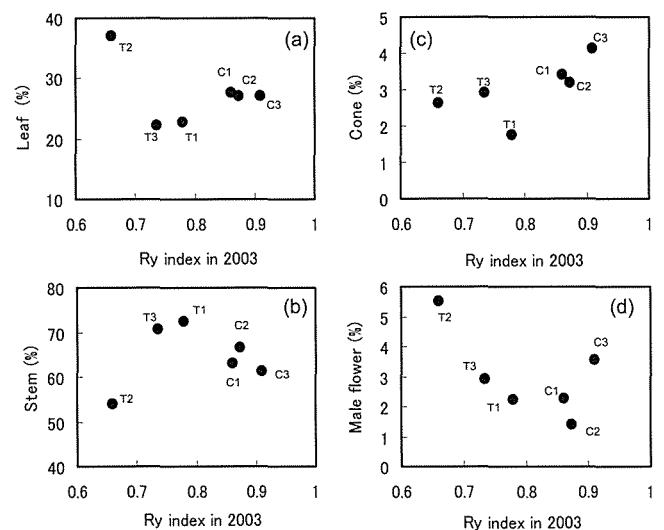 (a)
Leaf (%)
40
30
20
10
T2
T3
T1
C1
C2
C3
0.6 0.7 0.8 0.9 1
Ry index in 2003
(c)
Cone (%)
5
4
3
2
1
0
T2
T3
T1
C1
C2
C3
0.6 0.7 0.8 0.9 1
Ry index in 2003
(b)
Stem (%)
80
70
60
50
40
T2
T3
T1
C1
C2
C3
0.6 0.7 0.8 0.9 1
Ry index in 2003
(d)
Male flower (%)
6
5
4
3
2
1
0
T2
T3
T1
C1
C2
C3
0.6 0.7 0.8 0.9 1
Ry index in 2003